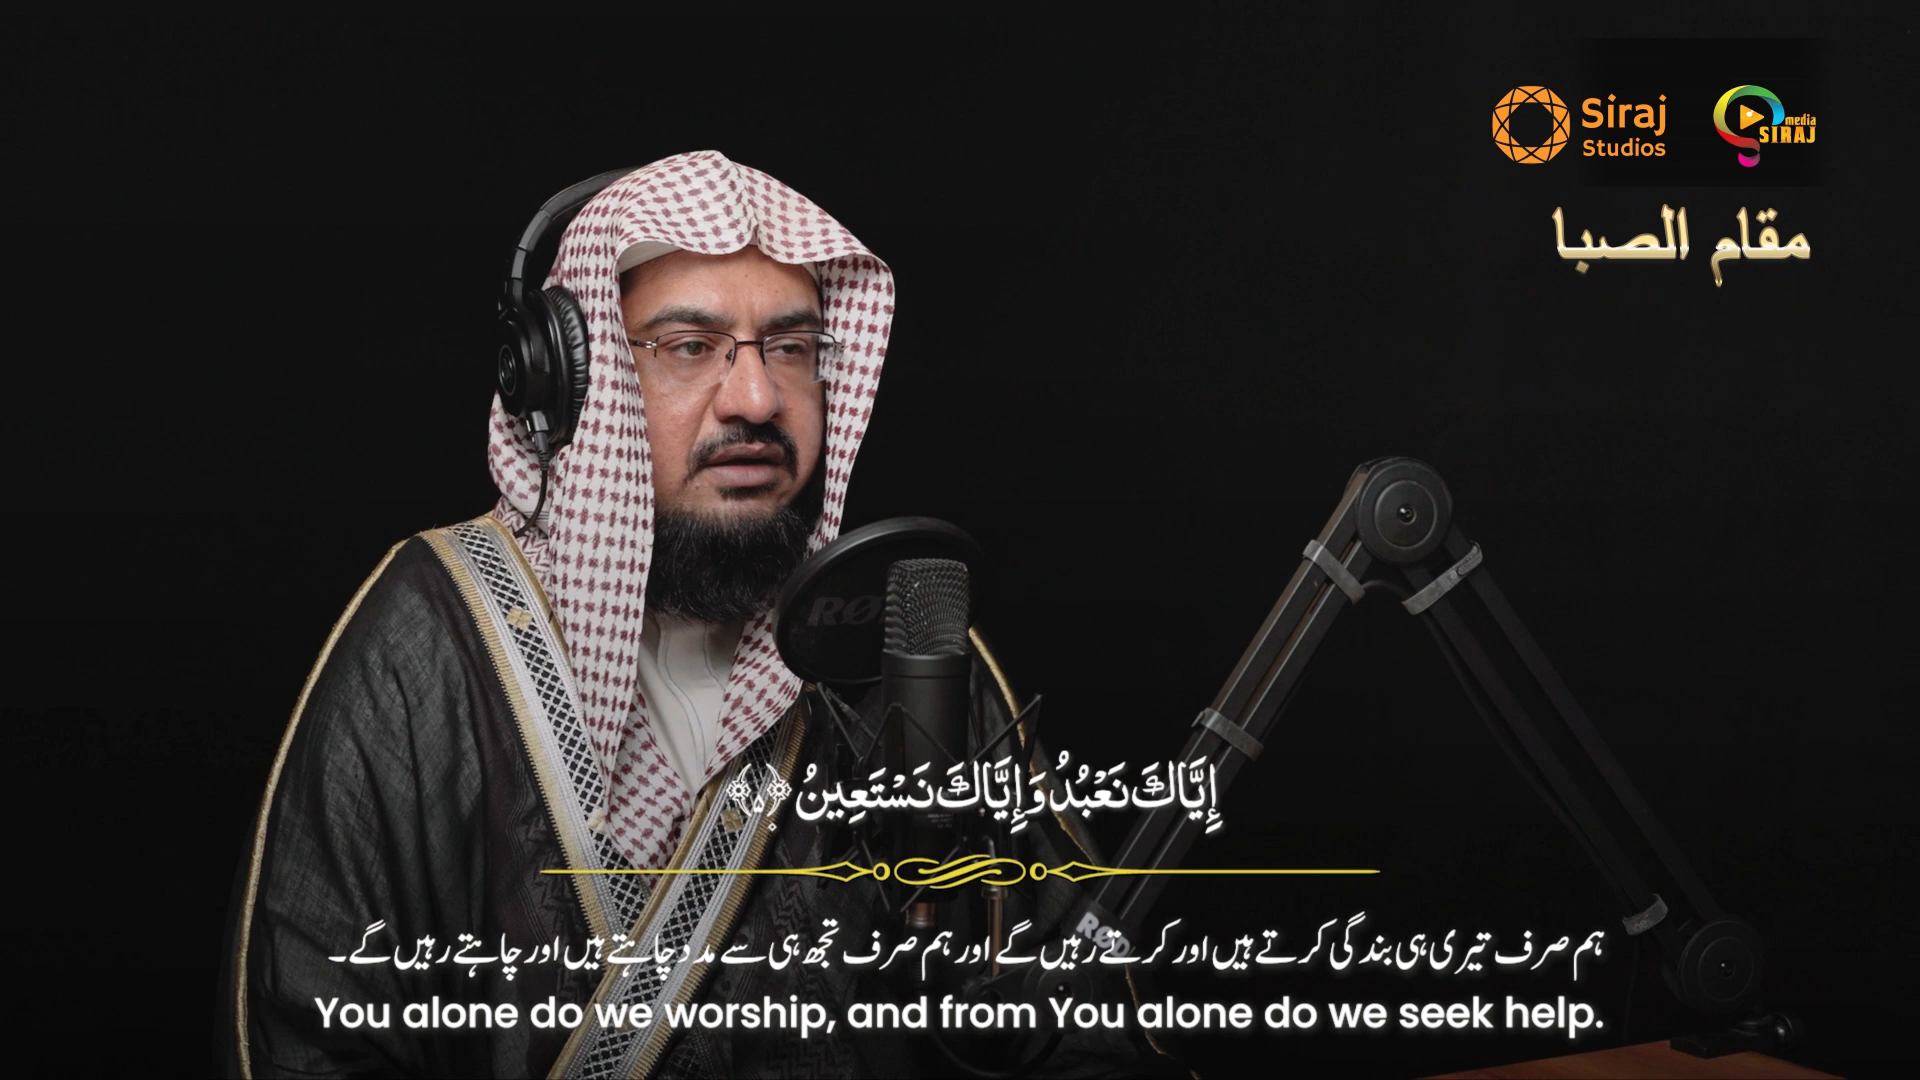 Siraj
Studios
media
SIRAJ
مقام الصبا
إِيَّاكَ نَعْبُدُ وَإِيَّاكَ نَسْتَعِينُ ﴿٥﴾
ہم صرف تیری ہی بندگی کرتے ہیں اور کرتے رہیں گے اور ہم صرف تجھ ہی سے مدد چاہتے ہیں اور چاہتے رہیں گے۔
You alone do we worship, and from You alone do we seek help.
RØD